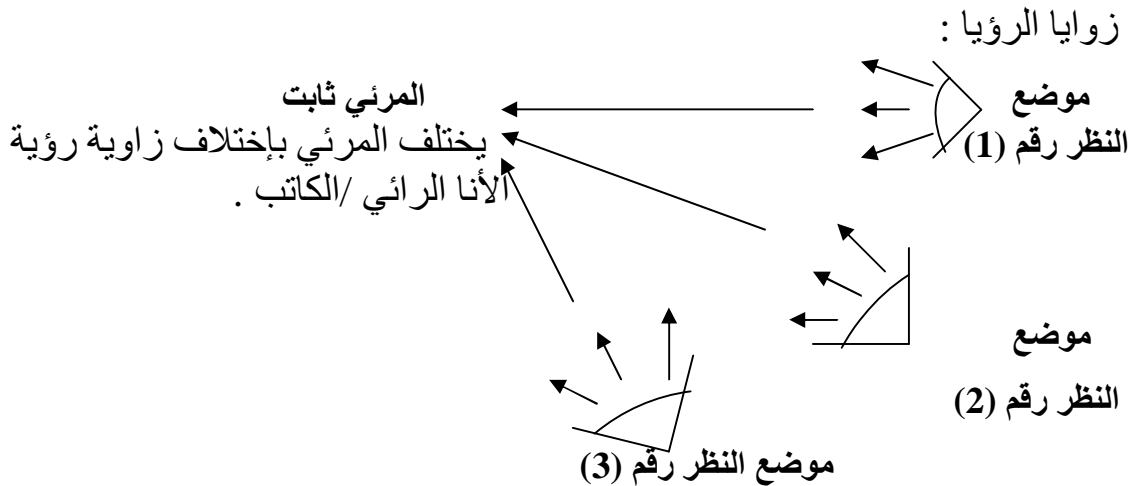 زوايا الرؤيا :
موضع
النظر رقم (1)
المرئي ثابت
يختلف المرئي بإختلاف زاوية رؤية
الأنا الرائي /الكاتب .
موضع
النظر رقم (2)
موضع النظر رقم (3)